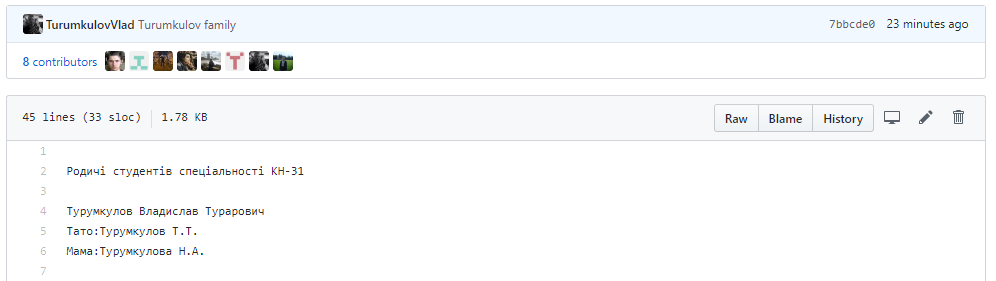 TurumkulovVlad Turumkulov family 7bbcde0 23 minutes ago
8 contributors
45 lines (33 sloc) 1.78 KB Raw Blame History
1
2 Родичі студентів спеціальності КН-31
3
4 Турумкулов Владислав Турарович
5 Тато:Турумкулов Т.Т.
6 Мама:Турумкулова Н.А.
7